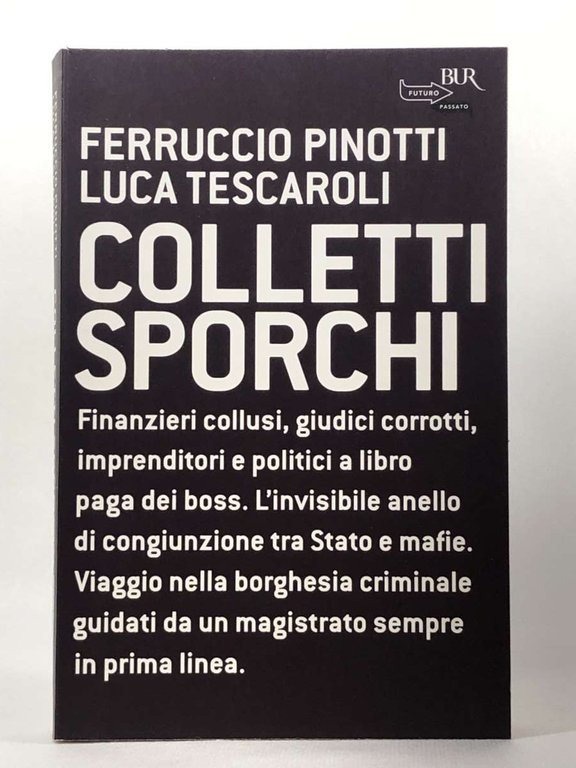 BUR
FUTURO
PASSATO
FERRUCCIO PINOTTI
LUCA TESCAROLI
COLLETTI
SPORCHI
Finanzieri collusi, giudici corrotti,
imprenditori e politici a libro
paga dei boss. L'invisibile anello
di congiunzione tra Stato e mafie.
Viaggio nella borghesia criminale
guidati da un magistrato sempre
in prima linea.